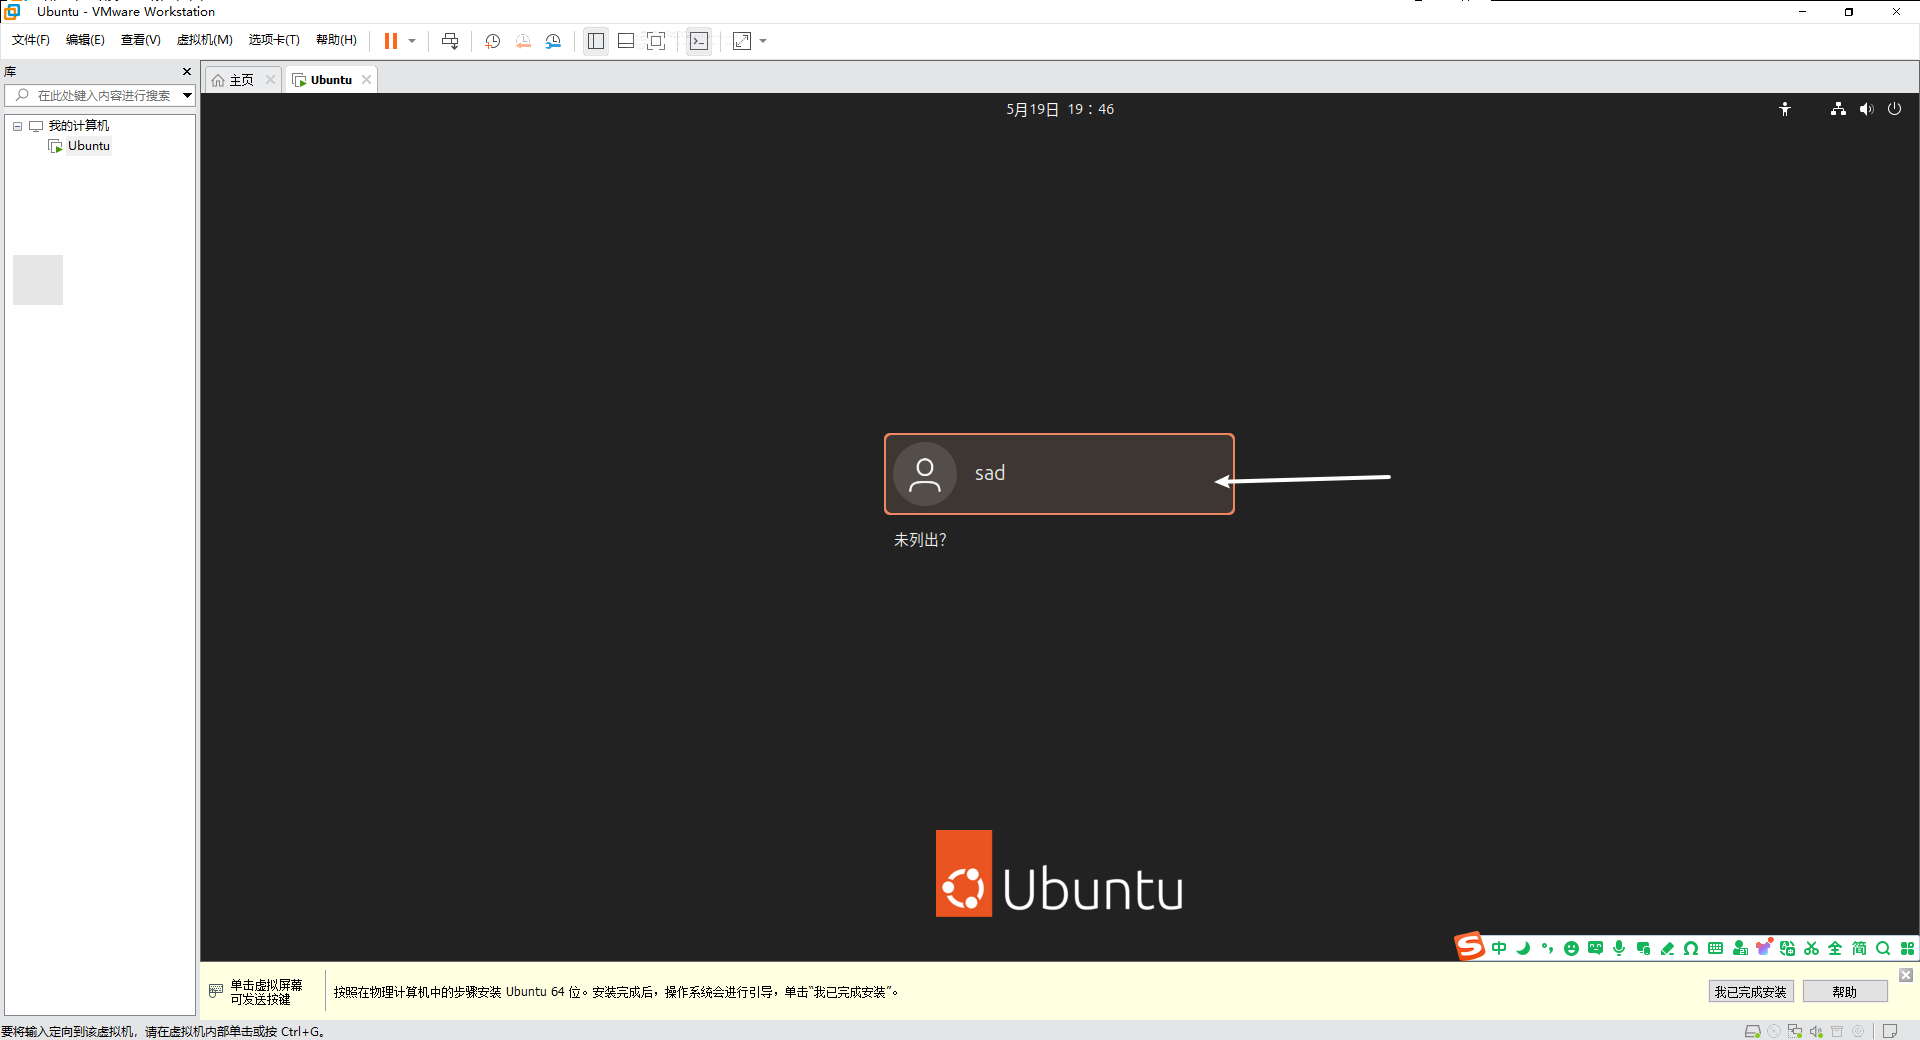 Ubuntu - VMware Workstation
文件(F) 编辑(E) 查看(V) 虚拟机(M) 选项卡(T) 帮助(H)
库
在此处键入内容进行搜索
我的计算机
Ubuntu
主页
Ubuntu
5月19日 19：46
sad
未列出？
Ubuntu
S 中 全 简
单击虚拟屏幕
可发送按键
按照在物理计算机中的步骤安装 Ubuntu 64 位。安装完成后，操作系统会进行引导，单击“我已完成安装”。
我已完成安装
帮助
要将输入定向到该虚拟机，请在虚拟机内部单击或按 Ctrl+G。